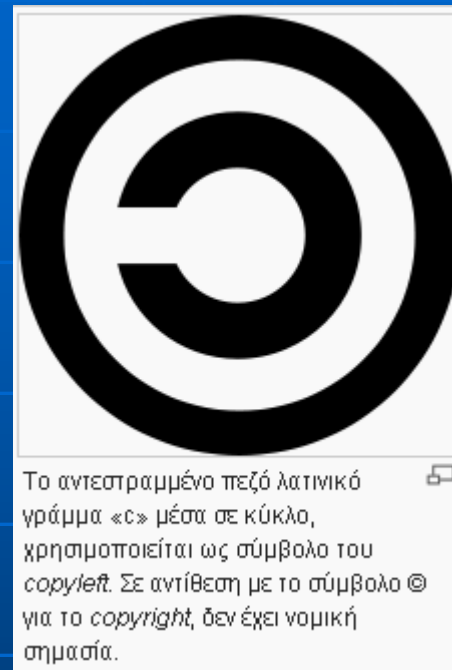 Το αντεστραμμένο πεζό λατινικό
γράμμα «c» μέσα σε κύκλο,
χρησιμοποιείται ως σύμβολο του
copyleft. Σε αντίθεση με το σύμβολο ©
για το copyright, δεν έχει νομική
σημασία.